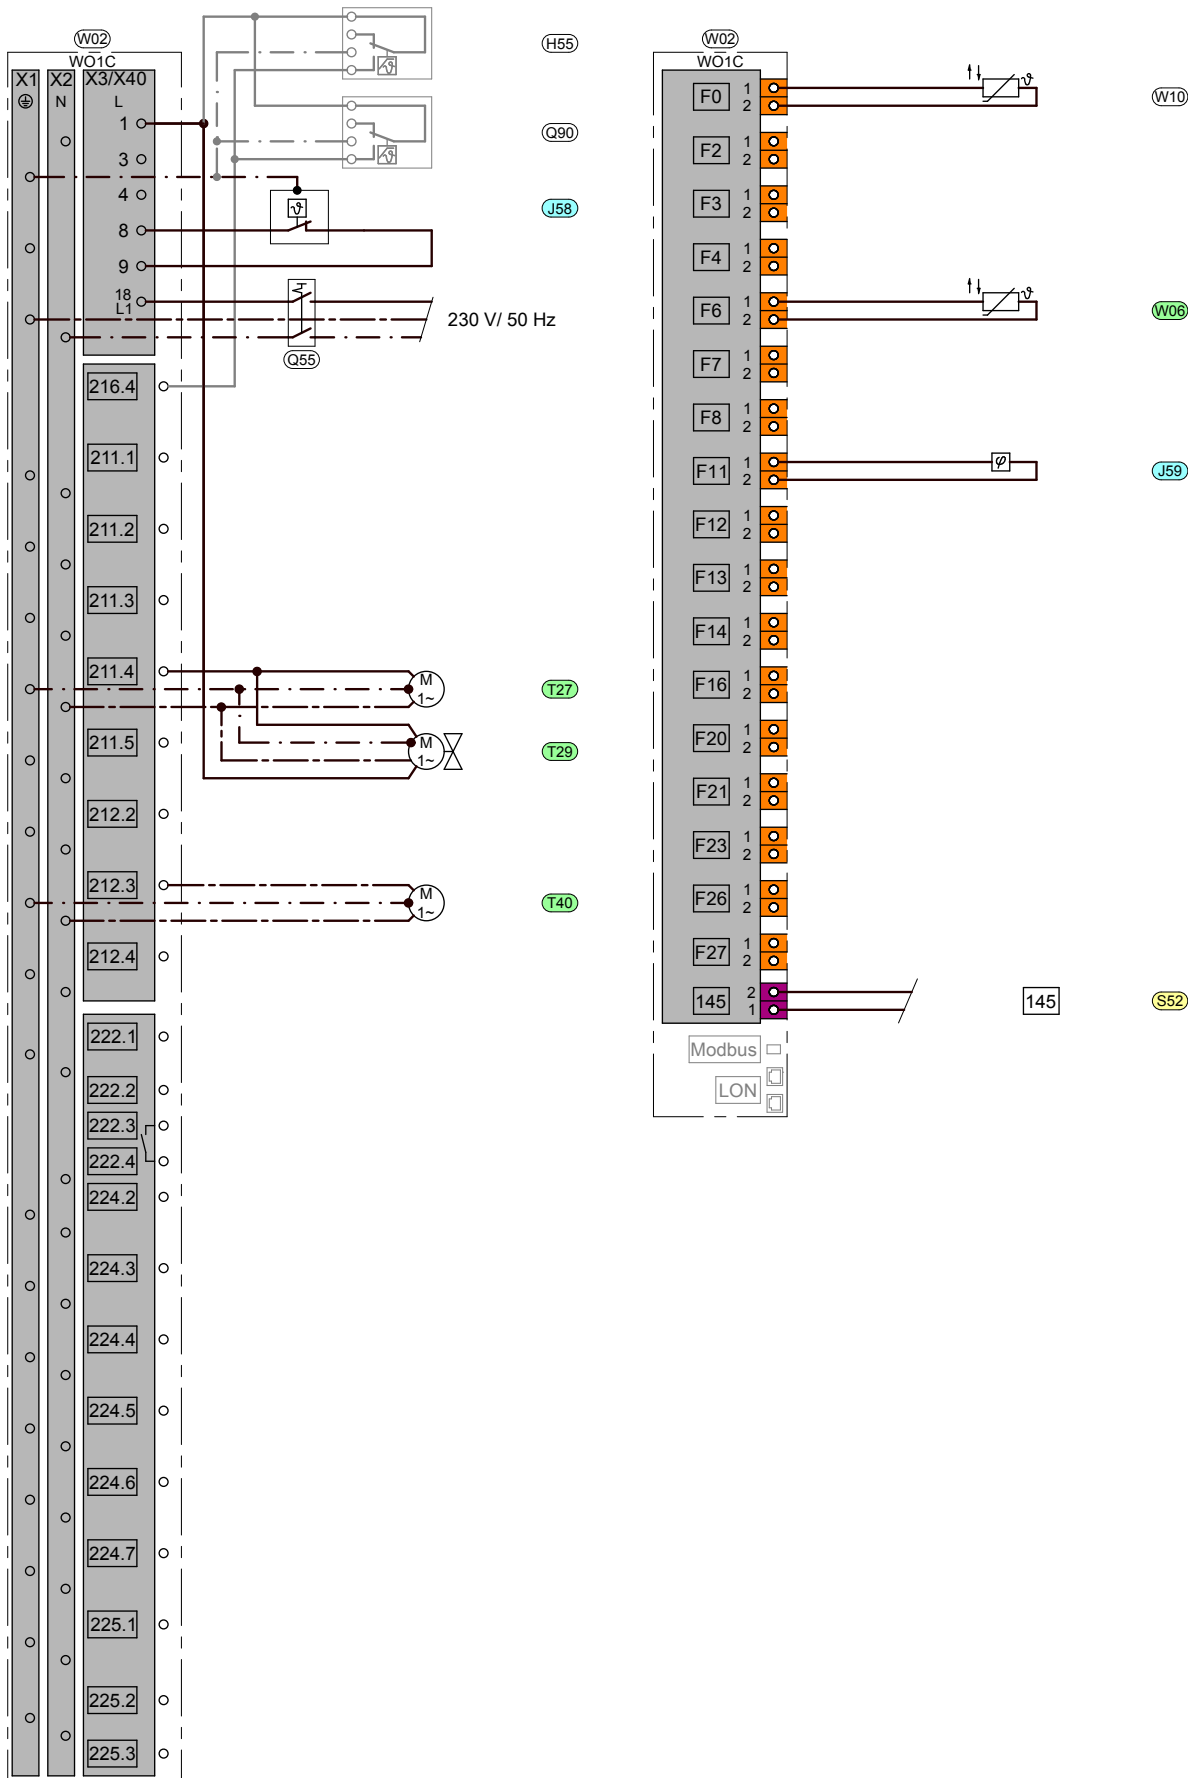 W02
WO1C
X1 X2 X3/X40
N L
1
3
4
8
9
18
L1
H55
Q90
J58
ϑ
230 V/ 50 Hz
Q55
216.4
211.1
211.2
211.3
211.4
M
1~
T27
211.5
M
1~
T29
212.2
212.3
M
1~
T40
212.4
222.1
222.2
222.3
222.4
224.2
224.3
224.4
224.5
224.6
224.7
225.1
225.2
225.3
W02
WO1C
F0 1 2 ϑ W10
F2 1 2
F3 1 2
F4 1 2
F6 1 2 ϑ W06
F7 1 2
F8 1 2
F11 1 2 φ J59
F12 1 2
F13 1 2
F14 1 2
F16 1 2
F20 1 2
F21 1 2
F23 1 2
F26 1 2
F27 1 2
145 2 1 145 S52
Modbus
LON